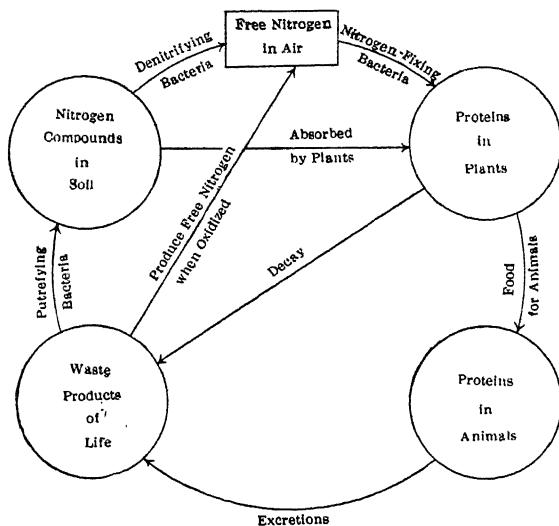 Free Nitrogen
in Air
Denitrifying
Bacteria
Nitrogen-Fixing
Bacteria
Nitrogen
Compounds
in
Soil
Absorbed
by Plants
Proteins
in
Plants
Produce Free Nitrogen
when Oxidized
Putrefying
Bacteria
Decay
Food
for Animals
Waste
Products
of
Life
Proteins
in
Animals
Excretions